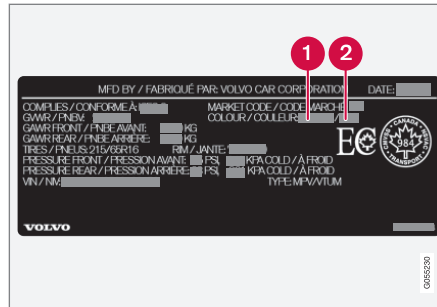 1 2
MFD BY / FABRIQUÉ PAR: VOLVO CAR CORPORATION DATE:
COMPLIES / CONFORME À: MARKET CODE / CODE MARCHÉ
GVWR / PNBV: COLOUR / COULEUR: /
GAWR FRONT / PNBE AVANT: KG
GAWR REAR / PNBE ARRIÈRE: KG
TIRES / PNEUS: 215/65R16 RIM / JANTE:
PRESSURE FRONT / PRESSION AVANT: PSI, KPA COLD / À FROID
PRESSURE REAR / PRESSION ARRIÈRE: PSI, KPA COLD / À FROID
VIN / NIV: TYPE: MPV/VTUM
EC
CANADA
984
TRANSPORT
VOLVO
G055230